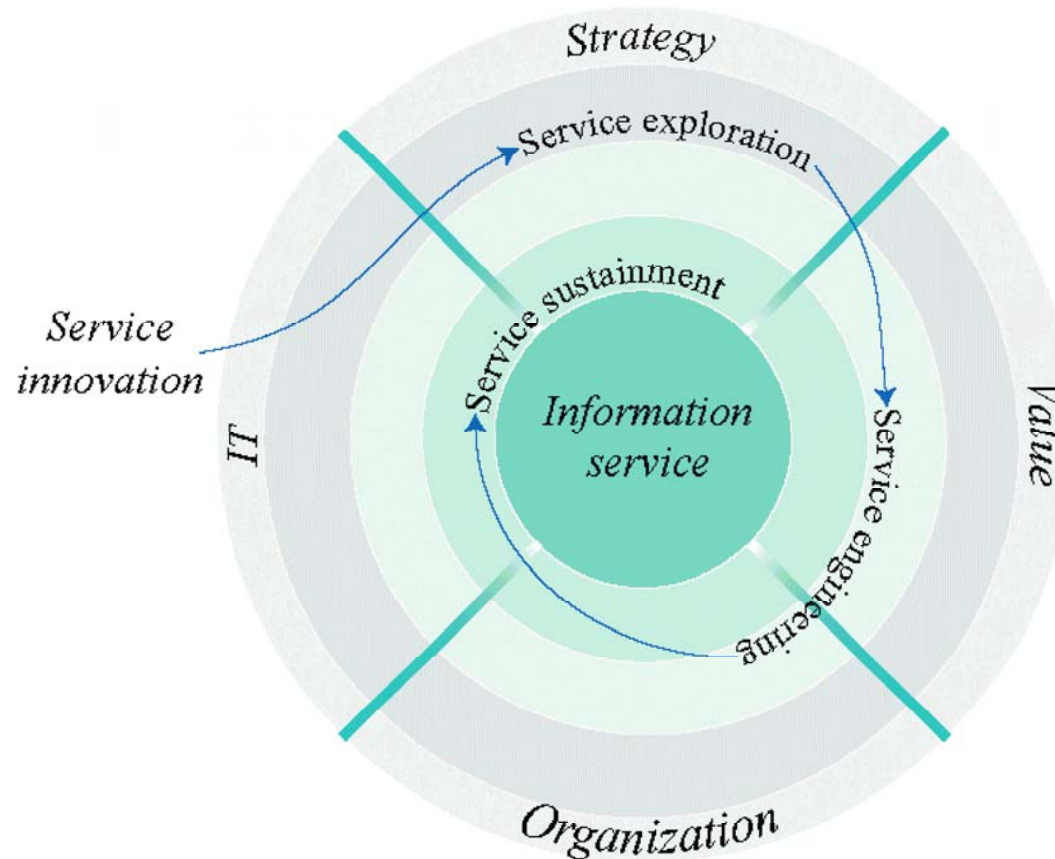 Strategy
Service exploration
Service sustainment
Service
innovation
IT
Information
service
Value
Service engineering
Organization